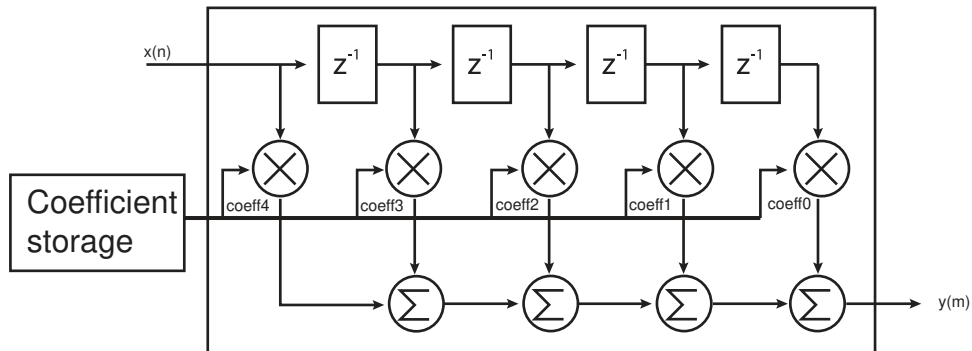 x(n)
z⁻¹ z⁻¹ z⁻¹ z⁻¹
Coefficient
storage
coeff4 coeff3 coeff2 coeff1 coeff0
Σ Σ Σ Σ
y(m)